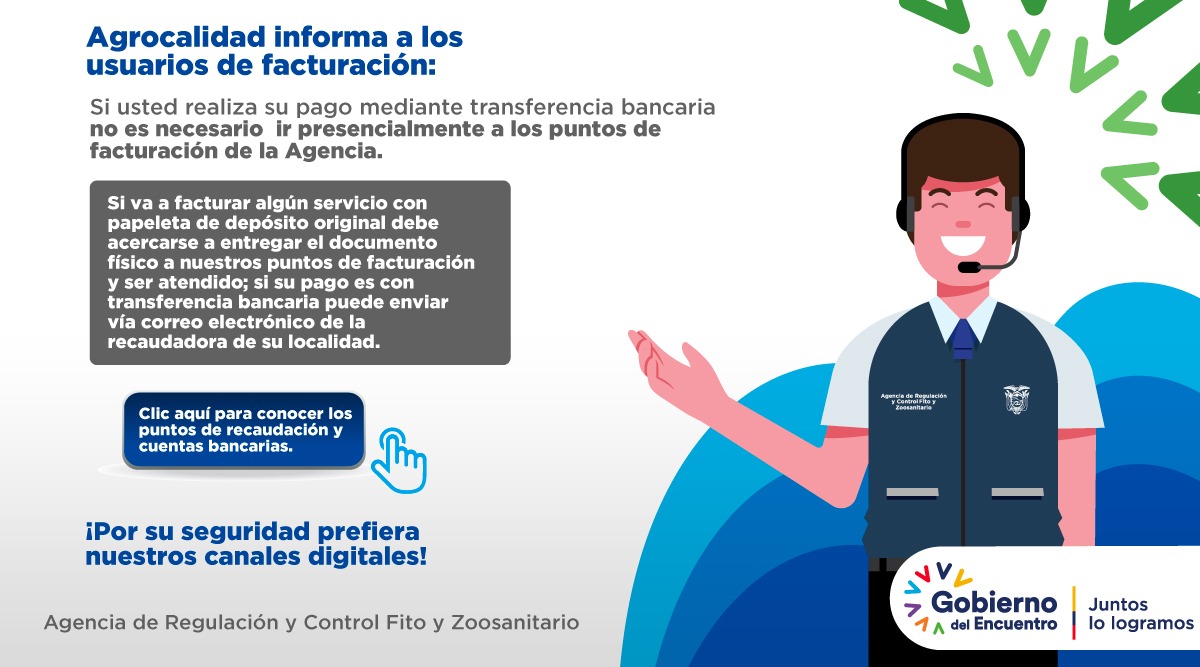 Agrocalidad informa a los
usuarios de facturación:
Si usted realiza su pago mediante transferencia bancaria
no es necesario ir presencialmente a los puntos de
facturación de la Agencia.
Si va a facturar algún servicio con
papeleta de depósito original debe
acercarse a entregar el documento
físico a nuestros puntos de facturación
y ser atendido; si su pago es con
transferencia bancaria puede enviar
vía correo electrónico de la
recaudadora de su localidad.
Clic aquí para conocer los
puntos de recaudación y
cuentas bancarias.
¡Por su seguridad prefiera
nuestros canales digitales!
Agencia de Regulación y Control Fito y Zoosanitario
Agencia de Regulación
y Control Fito y
Zoosanitario
Gobierno
del Encuentro
Juntos
lo logramos